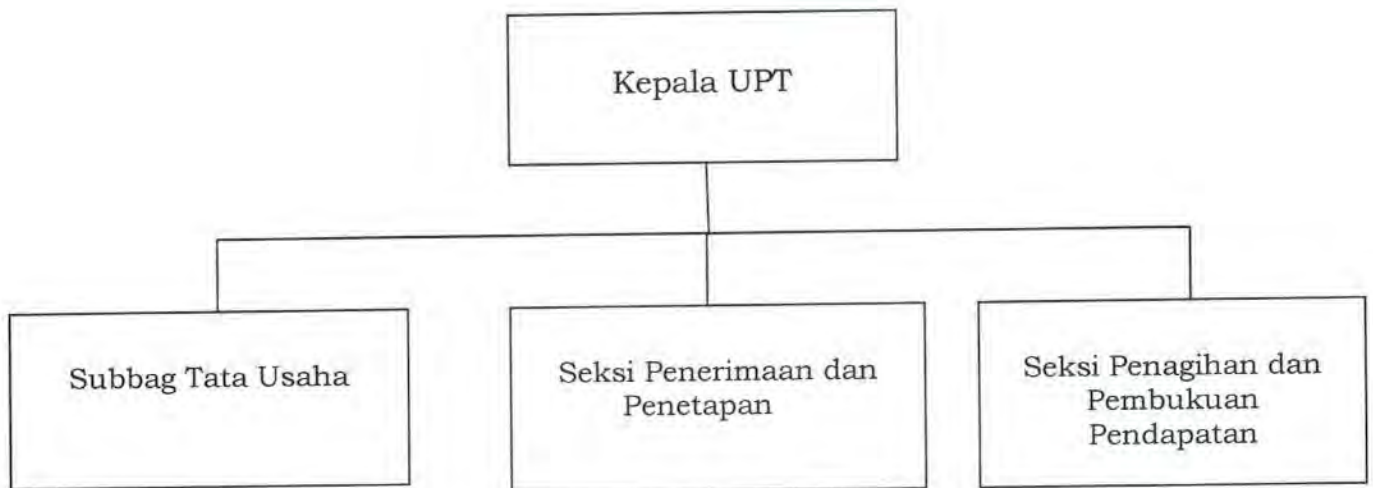 Kepala UPT
Subbag Tata Usaha
Seksi Penerimaan dan
Penetapan
Seksi Penagihan dan
Pembukuan
Pendapatan